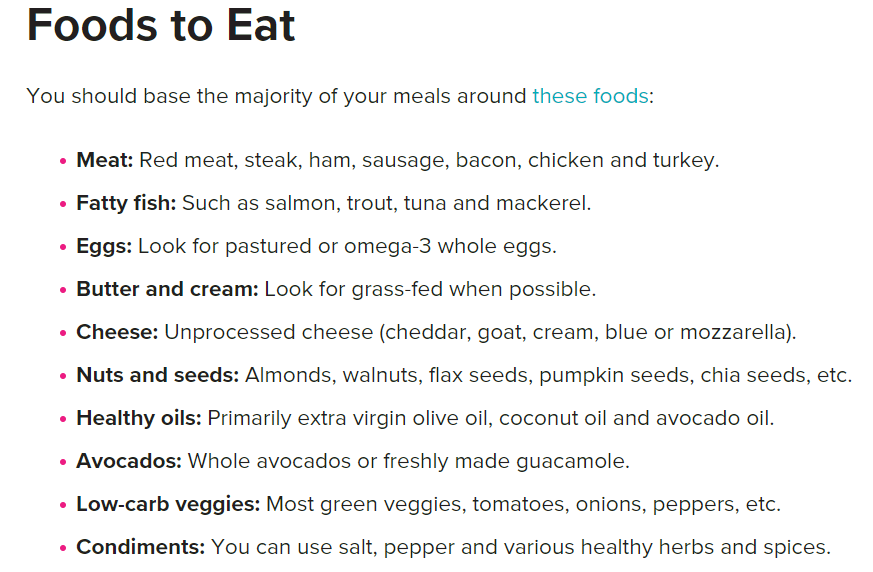 Foods to Eat
You should base the majority of your meals around these foods:
• Meat: Red meat, steak, ham, sausage, bacon, chicken and turkey.
• Fatty fish: Such as salmon, trout, tuna and mackerel.
• Eggs: Look for pastured or omega-3 whole eggs.
• Butter and cream: Look for grass-fed when possible.
• Cheese: Unprocessed cheese (cheddar, goat, cream, blue or mozzarella).
• Nuts and seeds: Almonds, walnuts, flax seeds, pumpkin seeds, chia seeds, etc.
• Healthy oils: Primarily extra virgin olive oil, coconut oil and avocado oil.
• Avocados: Whole avocados or freshly made guacamole.
• Low-carb veggies: Most green veggies, tomatoes, onions, peppers, etc.
• Condiments: You can use salt, pepper and various healthy herbs and spices.